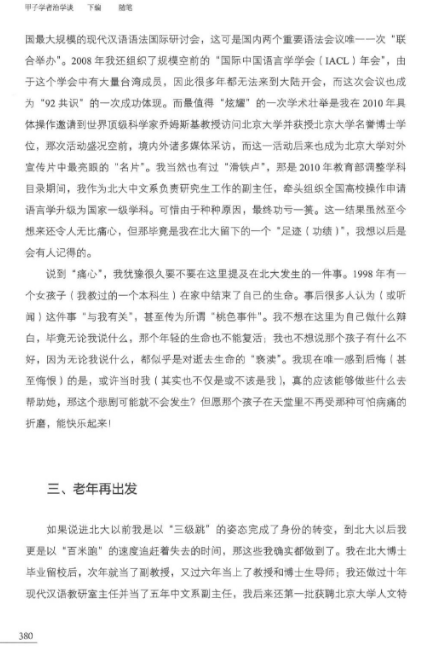 甲子学者治学谈 下编 随笔
国最大规模的现代汉语语法国际研讨会，这可是国内两个重要语法会议唯一一次“联
合举办”。2008 年我还组织了规模空前的“国际中国语言学学会（IACL）年会”，由
于这个学会中有大量台湾成员，因此很多年都无法来到大陆开会，而这次会议也成
为“92 共识”的一次成功体现。而最值得“炫耀”的一次学术壮举是我在 2010 年具
体操作邀请到世界顶级科学家乔姆斯基教授访问北京大学并获授北京大学名誉博士学
位，那次活动盛况空前，境内外诸多媒体采访，而这一活动后来也成为北京大学对外
宣传片中最亮眼的“名片”。我当然也有过“滑铁卢”，那是 2010 年教育部调整学科
目录期间，我作为北大中文系负责研究生工作的副主任，牵头组织全国高校操作申请
语言学升级为国家一级学科。可惜由于种种原因，最终功亏一篑。这一结果虽然至今
想来还令人无比痛心，但那毕竟是我在北大留下的一个“足迹（功绩）”，我想以后是
会有人记得的。
说到“痛心”，我犹豫很久要不要在这里提及在北大发生的一件事。1998 年有一
个女孩子（我教过的一个本科生）在家中结束了自己的生命。事后很多人认为（或听
闻）这件事“与我有关”，甚至传为所谓“桃色事件”。我不想在这里为自己做什么辩
白，毕竟无论我说什么，那个年轻的生命也不能复活；我也不想说那个孩子有什么不
好，因为无论我说什么，都似乎是对逝去生命的“亵渎”。我现在唯一感到后悔（甚
至悔恨）的是，或许当时我（其实也不仅是或不该是我），真的应该能够做些什么去
帮助她，那这个悲剧可能就不会发生？但愿那个孩子在天堂里不再受那种可怕病痛的
折磨，能快乐起来！
三、老年再出发
如果说进北大以前我是以“三级跳”的姿态完成了身份的转变，到北大以后我
更是以“百米跑”的速度追赶着失去的时间，那这些我确实都做到了。我在北大博士
毕业留校后，次年就当了副教授，又过六年当上了教授和博士生导师；我还做过十年
现代汉语教研室主任并当了五年中文系副主任，我后来还第一批获聘北京大学人文特
380